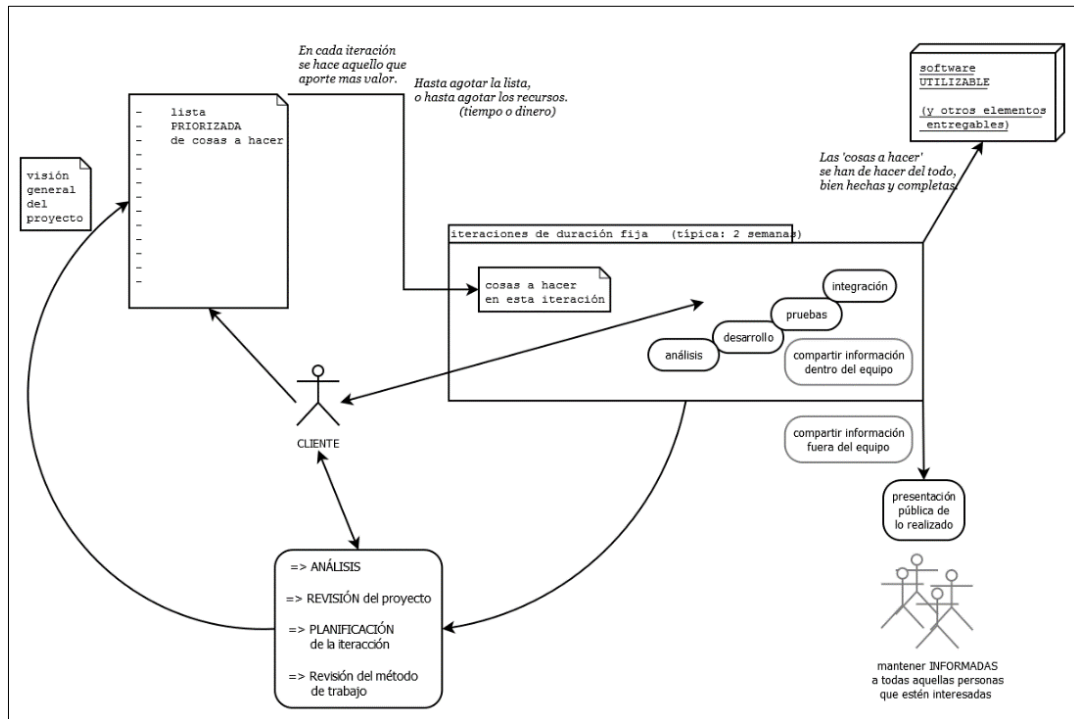 En cada iteración
se hace aquello que
aporte mas valor.
Hasta agotar la lista,
o hasta agotar los recursos.
(tiempo o dinero)
software
UTILIZABLE
(y otros elementos
entregables)
- lista
- PRIORIZADA
- de cosas a hacer
-
-
-
-
-
-
-
-
-
-
visión
general
del
proyecto
Las 'cosas a hacer'
se han de hacer del todo,
bien hechas y completas.
iteraciones de duración fija (típica: 2 semanas)
cosas a hacer
en esta iteración
integración
pruebas
desarrollo
análisis
compartir información
dentro del equipo
CLIENTE
compartir información
fuera del equipo
presentación
pública de
lo realizado
=> ANÁLISIS
=> REVISIÓN del proyecto
=> PLANIFICACIÓN
de la iteracción
=> Revisión del método
de trabajo
mantener INFORMADAS
a todas aquellas personas
que estén interesadas